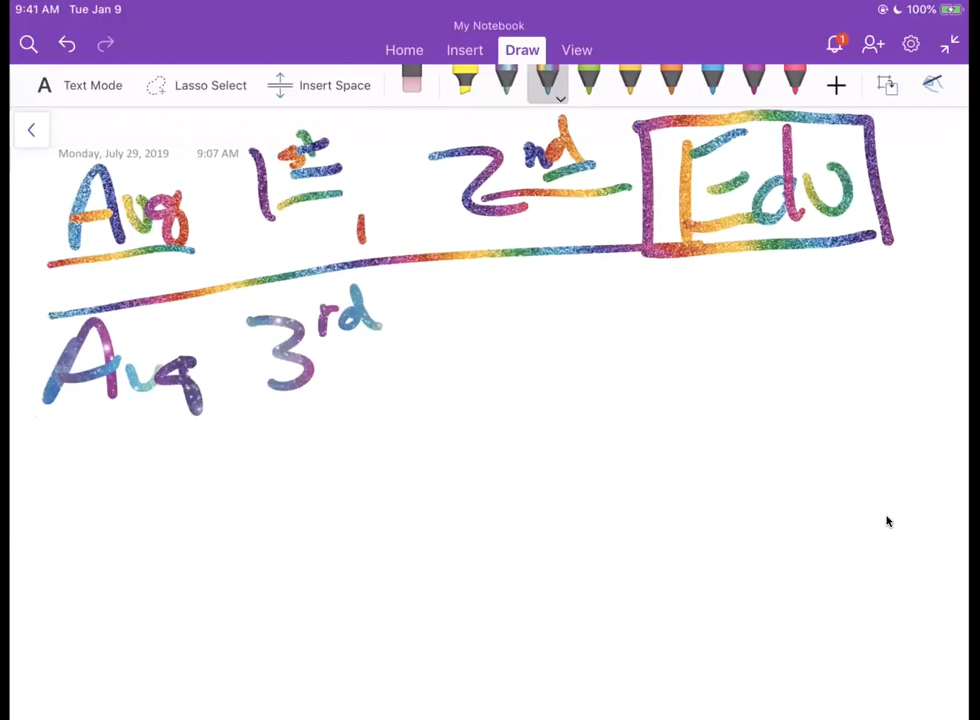 9:41 AM Tue Jan 9 100%
My Notebook
Home Insert Draw View 1
A Text Mode Lasso Select Insert Space
Monday, July 29, 2019 9:07 AM
Aug 1st, 2nd Edu
Aug 3rd